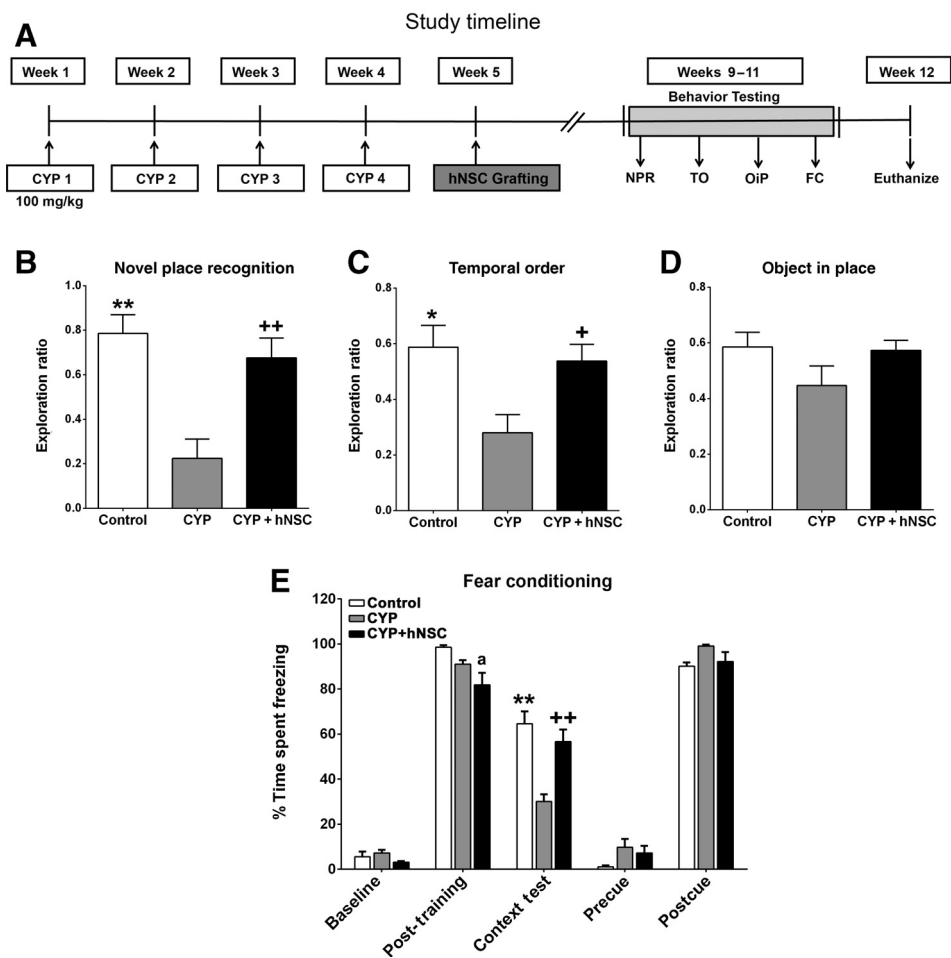 Study timeline
A
Week 1 Week 2 Week 3 Week 4 Week 5 Weeks 9–11 Week 12
Behavior Testing
CYP 1 CYP 2 CYP 3 CYP 4 hNSC Grafting NPR TO OiP FC Euthanize
100 mg/kg
B Novel place recognition
Exploration ratio
1.0
0.8
0.6
0.4
0.2
0.0
**
++
Control CYP CYP + hNSC
C Temporal order
Exploration ratio
0.8
0.6
0.4
0.2
0.0
*
+
Control CYP CYP + hNSC
D Object in place
Exploration ratio
0.8
0.6
0.4
0.2
0.0
Control CYP CYP + hNSC
E Fear conditioning
% Time spent freezing
120
100
80
60
40
20
0
Control
CYP
CYP+hNSC
a
**
++
Baseline Post-training Context test Precue Postcue